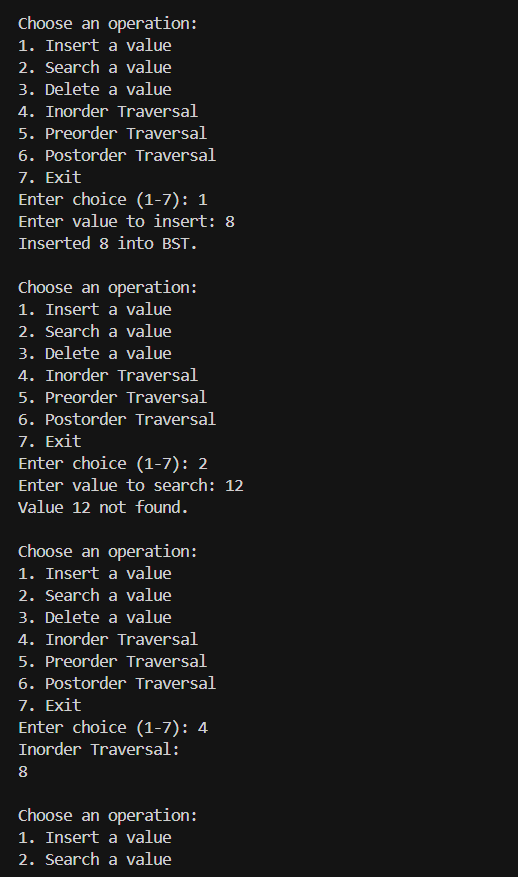 Choose an operation:
1. Insert a value
2. Search a value
3. Delete a value
4. Inorder Traversal
5. Preorder Traversal
6. Postorder Traversal
7. Exit
Enter choice (1-7): 1
Enter value to insert: 8
Inserted 8 into BST.

Choose an operation:
1. Insert a value
2. Search a value
3. Delete a value
4. Inorder Traversal
5. Preorder Traversal
6. Postorder Traversal
7. Exit
Enter choice (1-7): 2
Enter value to search: 12
Value 12 not found.

Choose an operation:
1. Insert a value
2. Search a value
3. Delete a value
4. Inorder Traversal
5. Preorder Traversal
6. Postorder Traversal
7. Exit
Enter choice (1-7): 4
Inorder Traversal:
8

Choose an operation:
1. Insert a value
2. Search a value